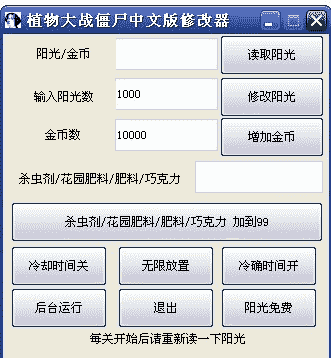 植物大战僵尸中文版修改器
阳光/金币 读取阳光
输入阳光数 1000 修改阳光
金币数 10000 增加金币
杀虫剂/花园肥料/肥料/巧克力
杀虫剂/花园肥料/肥料/巧克力 加到99
冷却时间关 无限放置 冷确时间开
后台运行 退出 阳光免费
每关开始后请重新读一下阳光